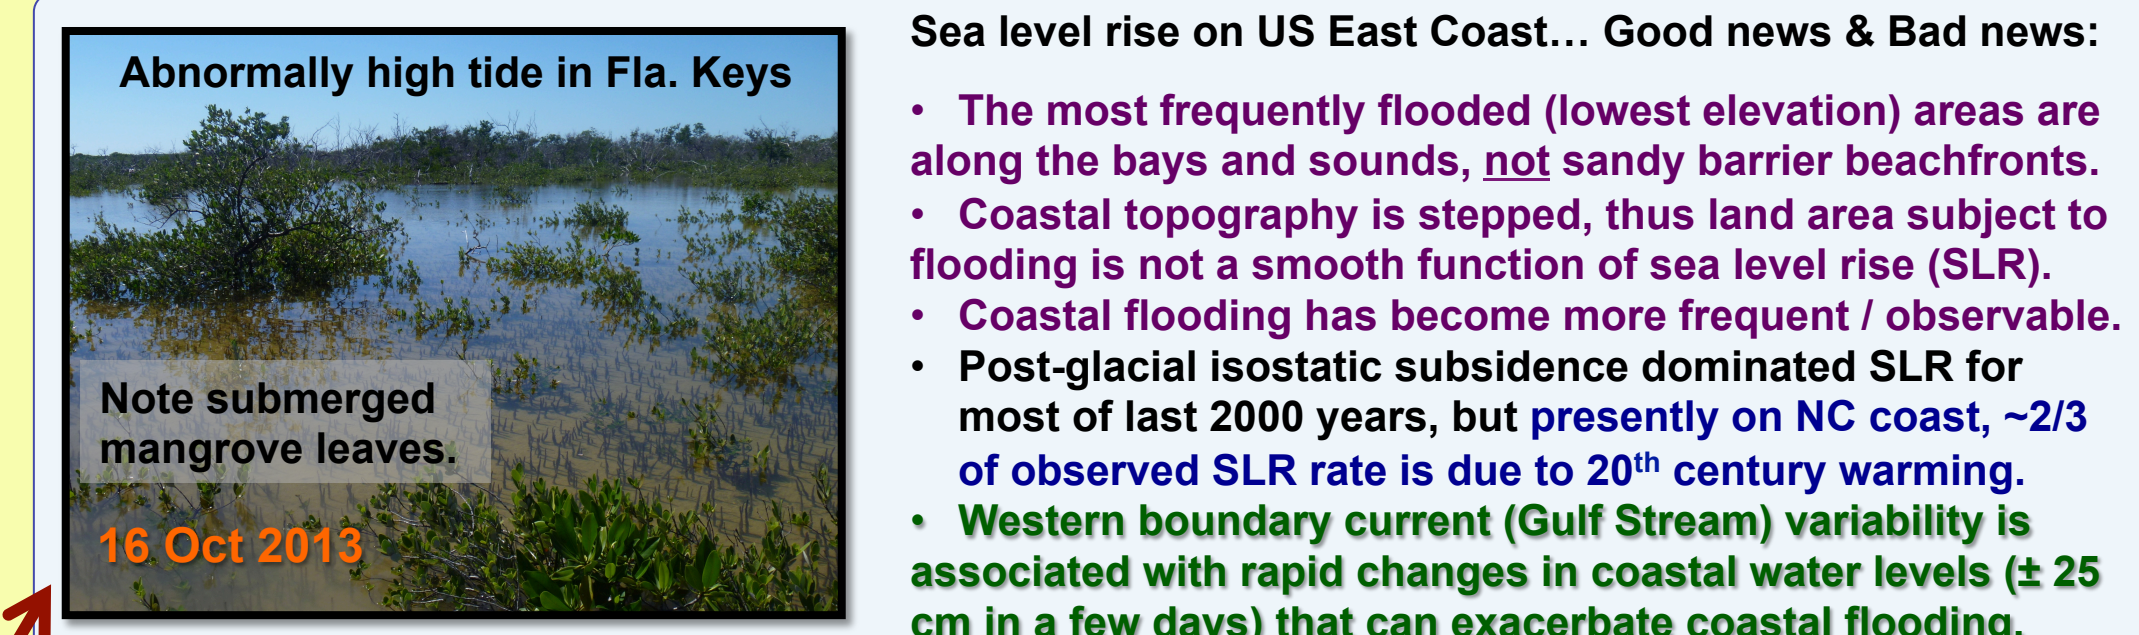 Abnormally high tide in Fla. Keys
Note submerged
mangrove leaves.
16 Oct 2013
Sea level rise on US East Coast… Good news & Bad news:
• The most frequently flooded (lowest elevation) areas are
along the bays and sounds, not sandy barrier beachfronts.
• Coastal topography is stepped, thus land area subject to
flooding is not a smooth function of sea level rise (SLR).
• Coastal flooding has become more frequent / observable.
• Post-glacial isostatic subsidence dominated SLR for
most of last 2000 years, but presently on NC coast, ~2/3
of observed SLR rate is due to 20th century warming.
• Western boundary current (Gulf Stream) variability is
associated with rapid changes in coastal water levels (± 25
cm in a few days) that can exacerbate coastal flooding.